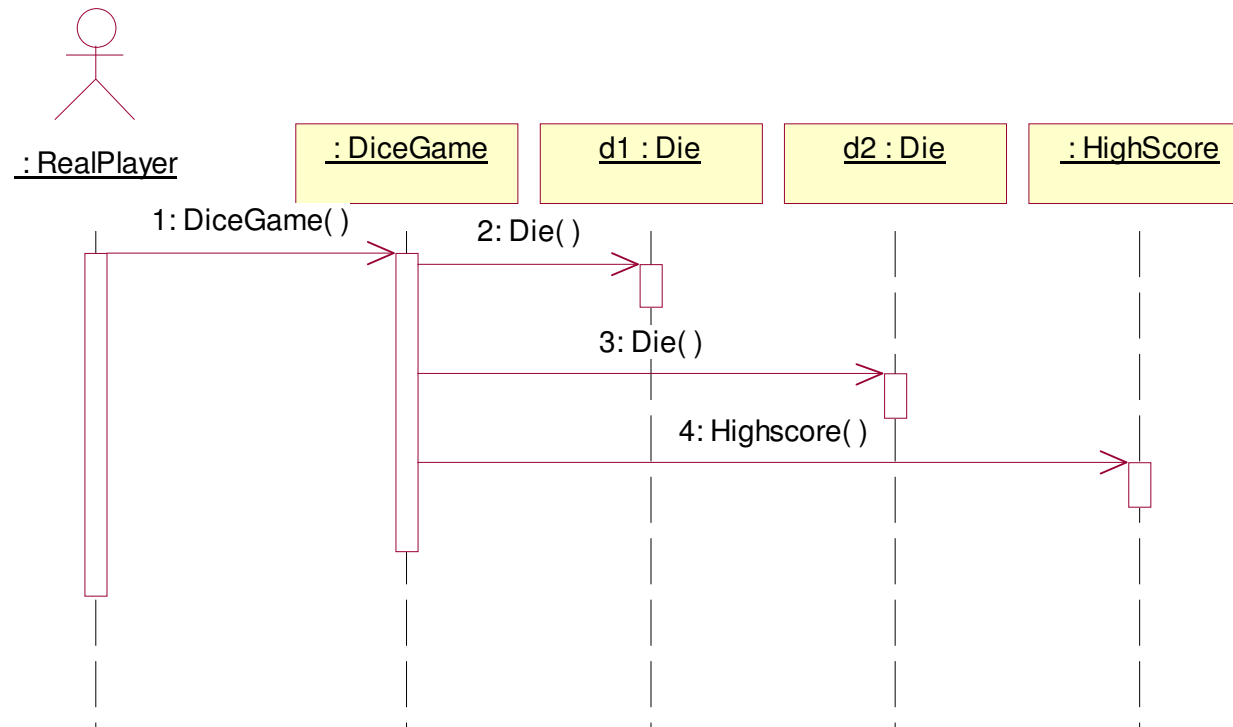 : RealPlayer
: DiceGame
d1 : Die
d2 : Die
: HighScore
1: DiceGame( )
2: Die( )
3: Die( )
4: Highscore( )